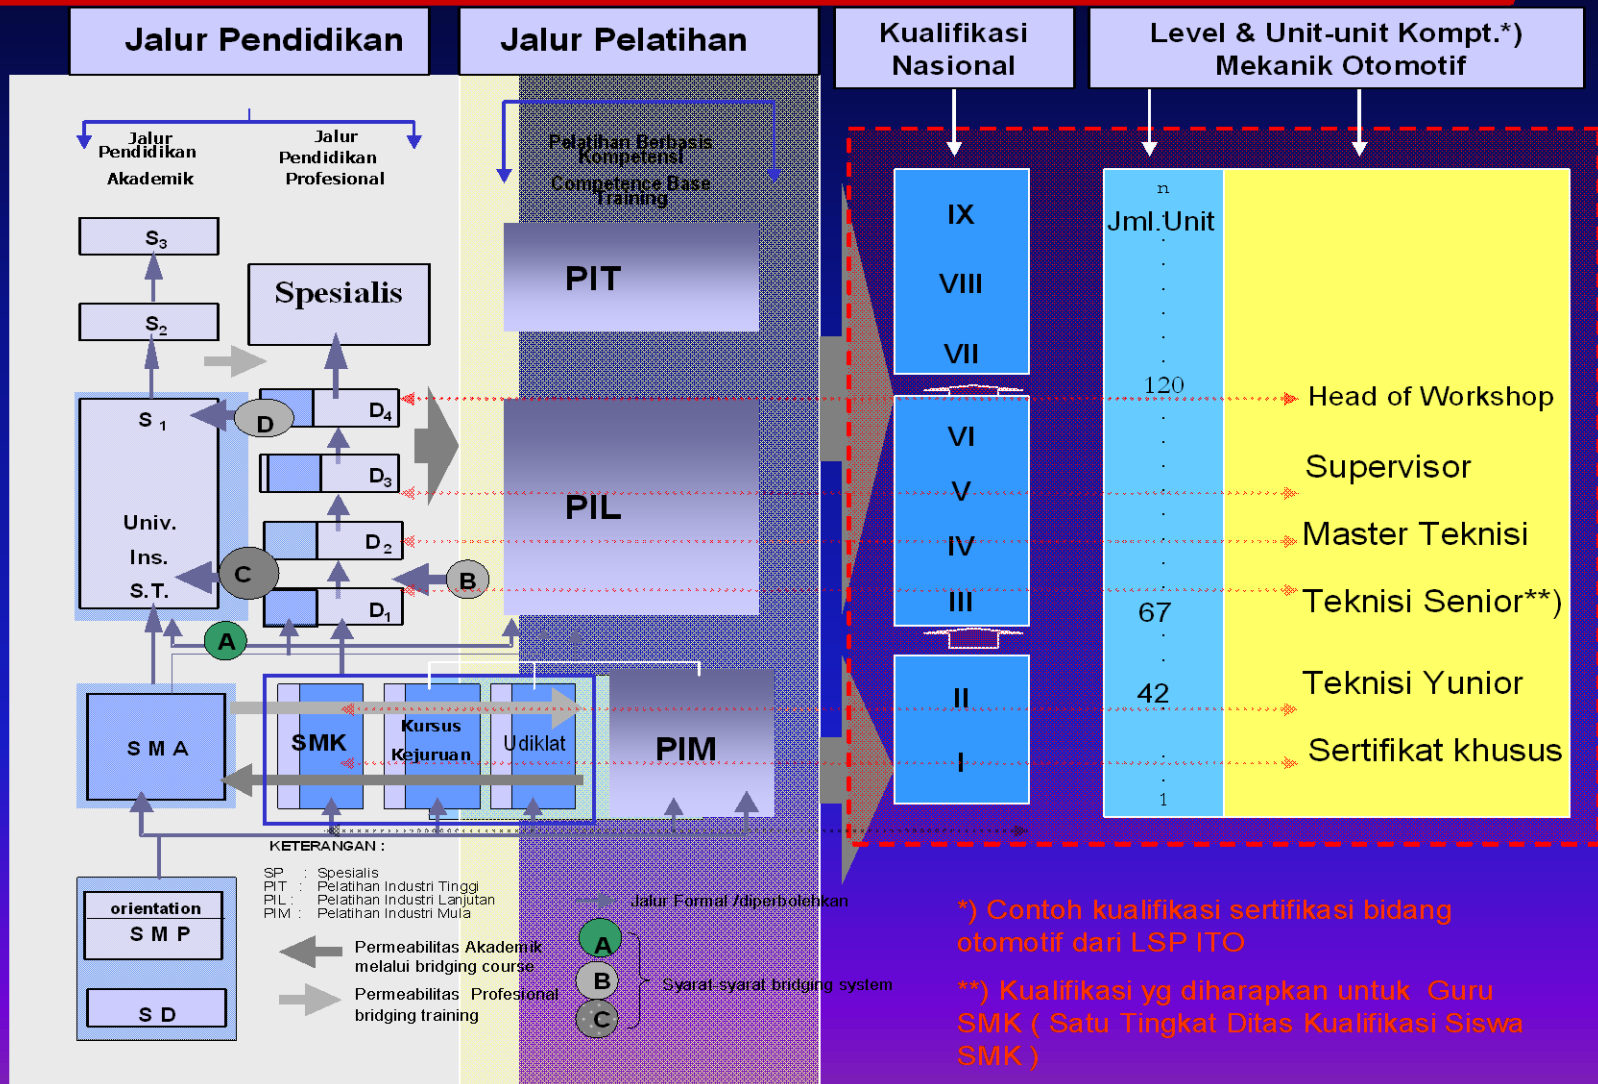 Jalur Pendidikan
Jalur Pelatihan
Kualifikasi
Nasional
Level & Unit-unit Kompt.*)
Mekanik Otomotif
Jalur
Pendidikan
Akademik
Jalur
Pendidikan
Profesional
Pelatihan Berbasis
Kompetensi
Competence Base
Training
S3
S2
S1
Univ.
Ins.
S.T.
Spesialis
D4
D3
D2
D1
D
C
B
A
PIT
PIL
PIM
SMA
SMK
Kursus
Kejuruan
Udiklat
orientation
SMP
SD
IX
VIII
VII
VI
V
IV
III
II
I
n
Jml.Unit
120
67
42
1
Head of Workshop
Supervisor
Master Teknisi
Teknisi Senior**)
Teknisi Yunior
Sertifikat khusus
KETERANGAN :
SP : Spesialis
PIT : Pelatihan Industri Tinggi
PIL : Pelatihan Industri Lanjutan
PIM : Pelatihan Industri Mula
Permeabilitas Akademik
melalui bridging course
Permeabilitas Profesional
bridging training
Jalur Formal /diperbolehkan
A
B
C
Syarat-syarat bridging system
*) Contoh kualifikasi sertifikasi bidang
otomotif dari LSP ITO
**) Kualifikasi yg diharapkan untuk Guru
SMK ( Satu Tingkat Ditas Kualifikasi Siswa
SMK )